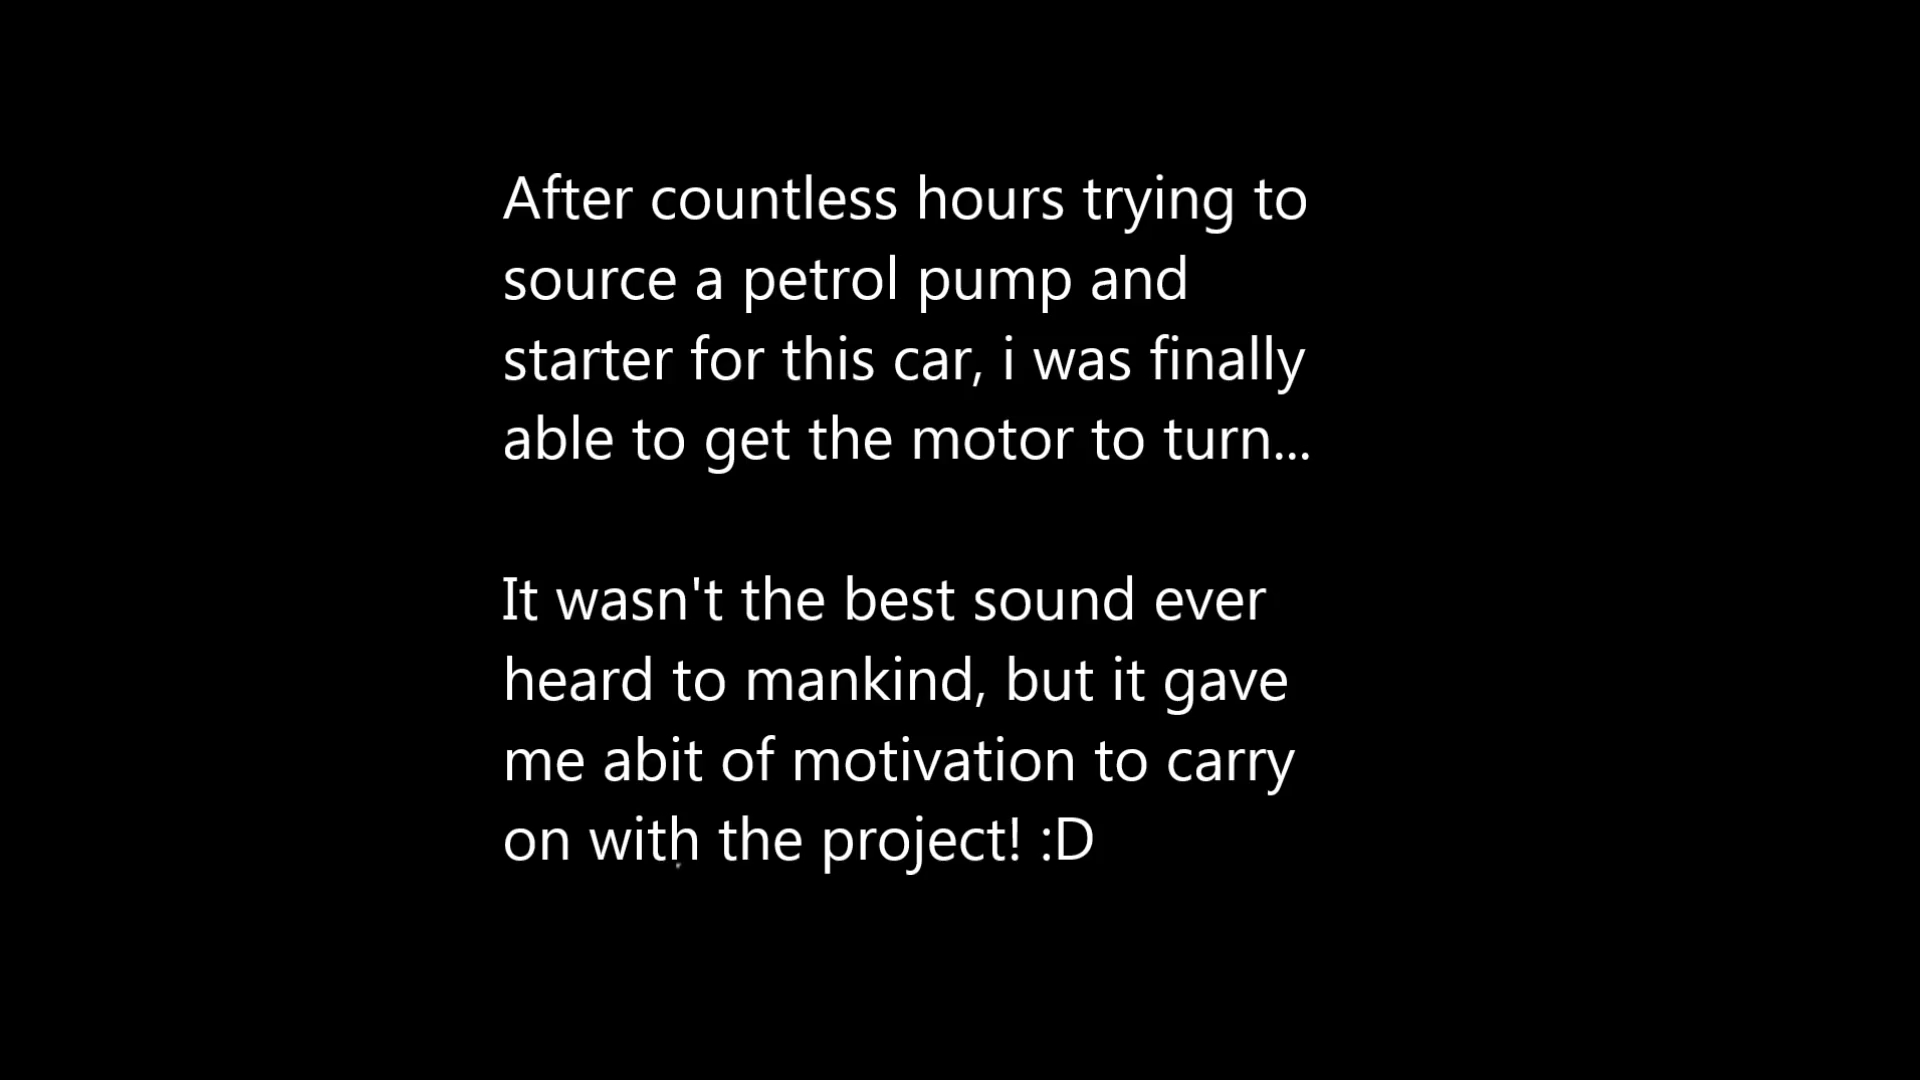 After countless hours trying to
source a petrol pump and
starter for this car, i was finally
able to get the motor to turn...
It wasn't the best sound ever
heard to mankind, but it gave
me abit of motivation to carry
on with the project! :D